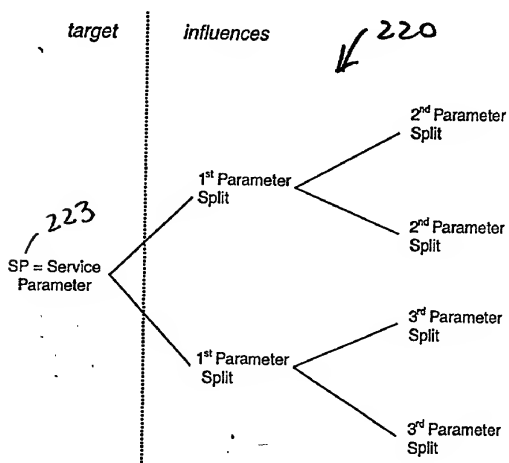 target
influences
220
2nd Parameter
Split
1st Parameter
Split
2nd Parameter
Split
223
SP = Service
Parameter
3rd Parameter
Split
1st Parameter
Split
3rd Parameter
Split